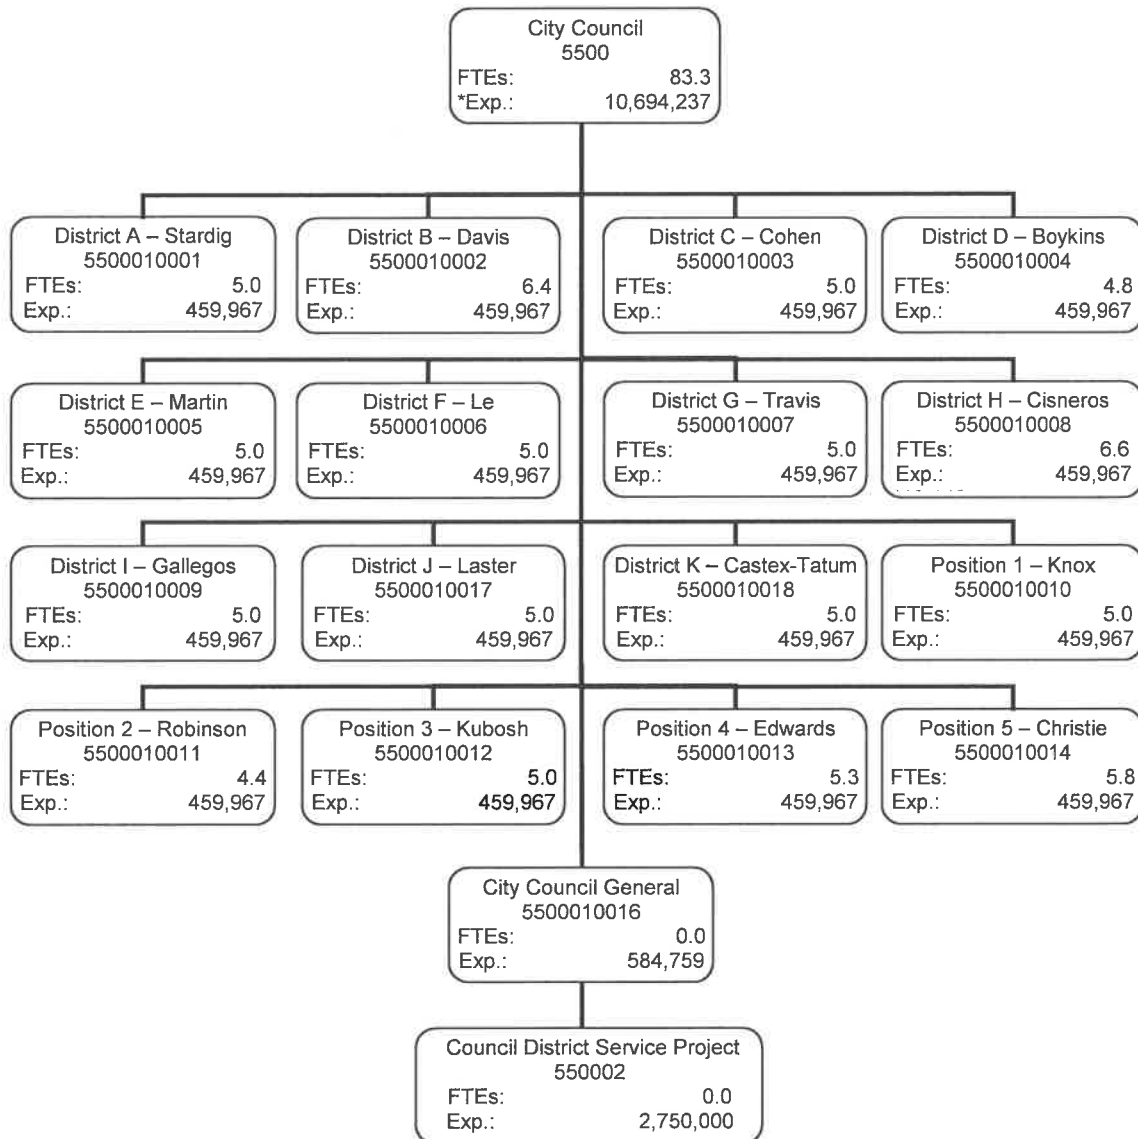 City Council
5500
FTEs: 83.3
*Exp.: 10,694,237
District A – Stardig
5500010001
FTEs: 5.0
Exp.: 459,967
District B – Davis
5500010002
FTEs: 6.4
Exp.: 459,967
District C – Cohen
5500010003
FTEs: 5.0
Exp.: 459,967
District D – Boykins
5500010004
FTEs: 4.8
Exp.: 459,967
District E – Martin
5500010005
FTEs: 5.0
Exp.: 459,967
District F – Le
5500010006
FTEs: 5.0
Exp.: 459,967
District G – Travis
5500010007
FTEs: 5.0
Exp.: 459,967
District H – Cisneros
5500010008
FTEs: 6.6
Exp.: 459,967
District I – Gallegos
5500010009
FTEs: 5.0
Exp.: 459,967
District J – Laster
5500010017
FTEs: 5.0
Exp.: 459,967
District K – Castex-Tatum
5500010018
FTEs: 5.0
Exp.: 459,967
Position 1 – Knox
5500010010
FTEs: 5.0
Exp.: 459,967
Position 2 – Robinson
5500010011
FTEs: 4.4
Exp.: 459,967
Position 3 – Kubosh
5500010012
FTEs: 5.0
Exp.: 459,967
Position 4 – Edwards
5500010013
FTEs: 5.3
Exp.: 459,967
Position 5 – Christie
5500010014
FTEs: 5.8
Exp.: 459,967
City Council General
5500010016
FTEs: 0.0
Exp.: 584,759
Council District Service Project
550002
FTEs: 0.0
Exp.: 2,750,000